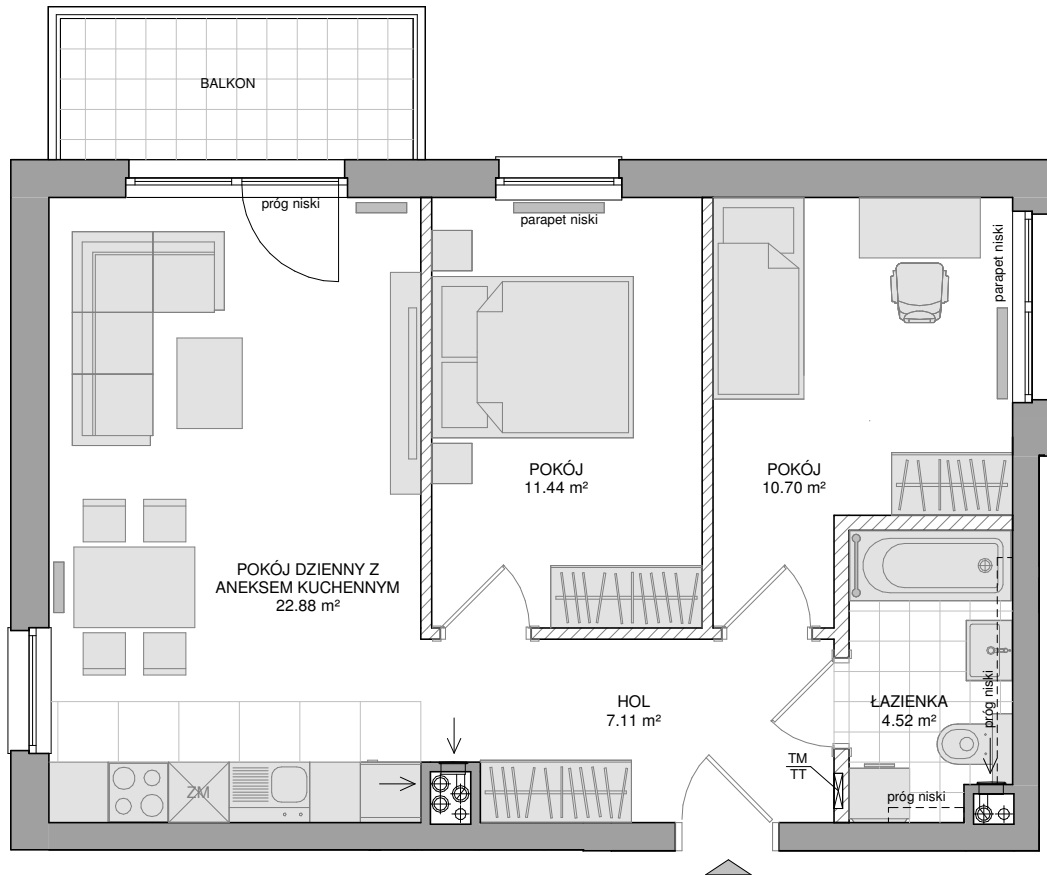 BALKON
próg niski
parapet niski
parapet niski
POKÓJ
11.44 m²
POKÓJ
10.70 m²
POKÓJ DZIENNY Z
ANEKSEM KUCHENNYM
22.88 m²
HOL
7.11 m²
ŁAZIENKA
4.52 m²
próg niski
TM
TT
ZM
próg niski